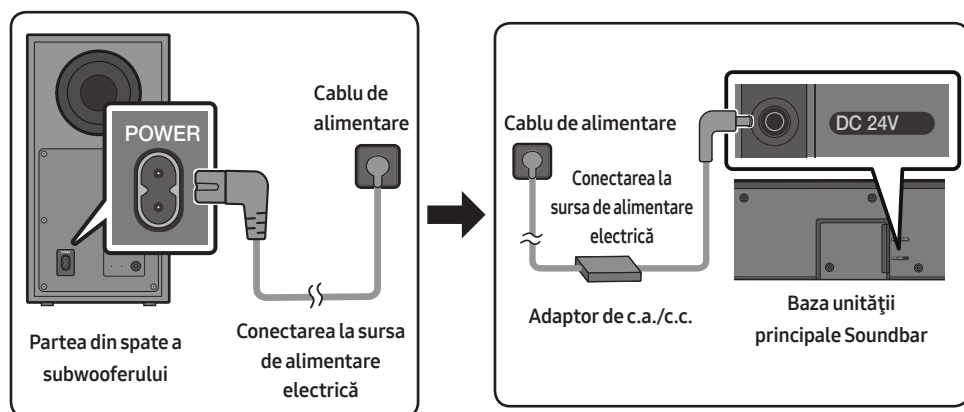 POWER
Cablu de
alimentare
Partea din spate a
subwooferului
Conectarea la sursa
de alimentare
electrică
Cablu de alimentare
Conectarea la
sursa de alimentare
electrică
Adaptor de c.a./c.c.
DC 24V
Baza unităţii
principale Soundbar